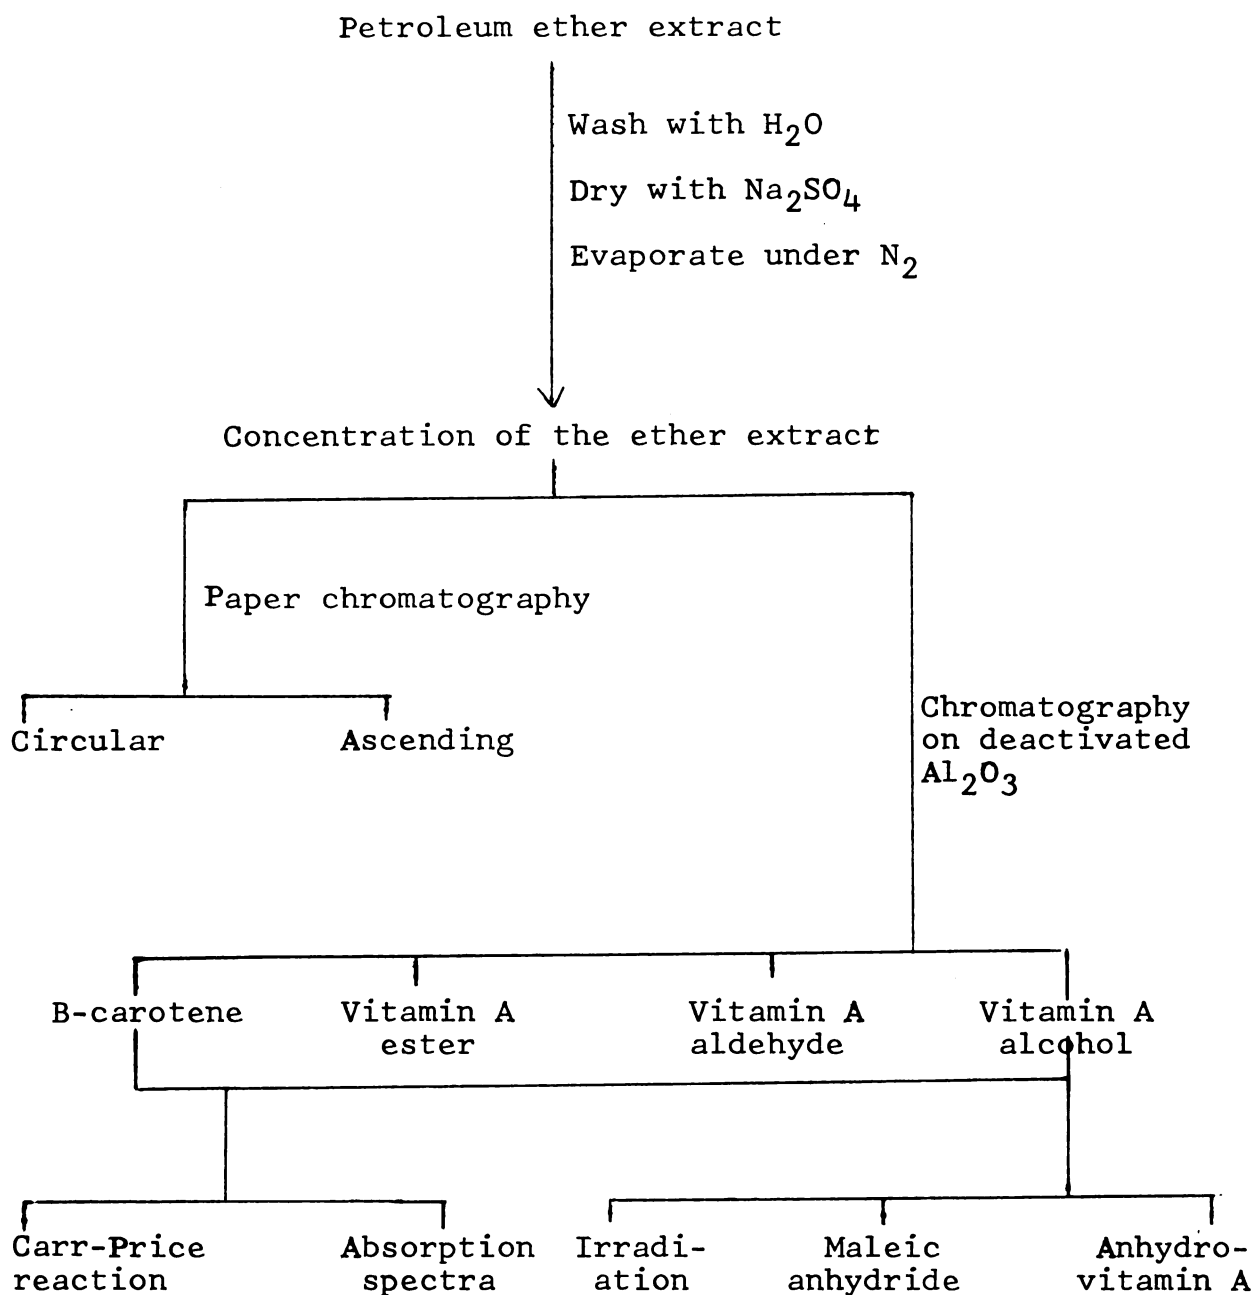 Petroleum ether extract
Wash with H₂O
Dry with Na₂SO₄
Evaporate under N₂
Concentration of the ether extract
Paper chromatography
Circular
Ascending
Chromatography
on deactivated
Al₂O₃
B-carotene
Vitamin A
ester
Vitamin A
aldehyde
Vitamin A
alcohol
Carr-Price
reaction
Absorption
spectra
Irradi-
ation
Maleic
anhydride
Anhydro-
vitamin A